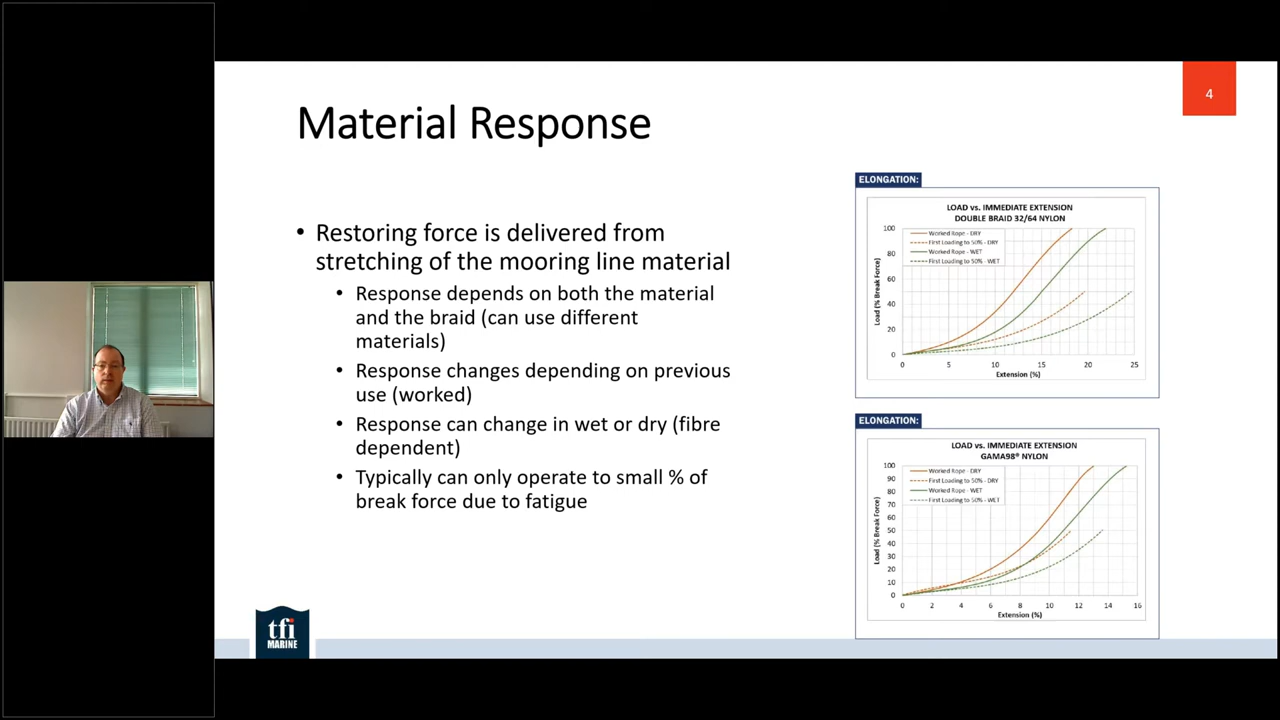 4
Material Response
• Restoring force is delivered from
stretching of the mooring line material
• Response depends on both the material
and the braid (can use different
materials)
• Response changes depending on previous
use (worked)
• Response can change in wet or dry (fibre
dependent)
• Typically can only operate to small % of
break force due to fatigue
ELONGATION:
LOAD vs. IMMEDIATE EXTENSION
DOUBLE BRAID 32/64 NYLON
Worked Rope - DRY
First Loading to 50% - DRY
Worked Rope - WET
First Loading to 50% - WET
Load (% Break Force)
100
80
60
40
20
0
0 5 10 15 20 25
Extension (%)
ELONGATION:
LOAD vs. IMMEDIATE EXTENSION
GAMA98® NYLON
Worked Rope - DRY
First Loading to 50% - DRY
Worked Rope - WET
First Loading to 50% - WET
Load (% Break Force)
100
90
80
70
60
50
40
30
20
10
0
0 2 4 6 8 10 12 14 16
Extension (%)
tfi
MARINE